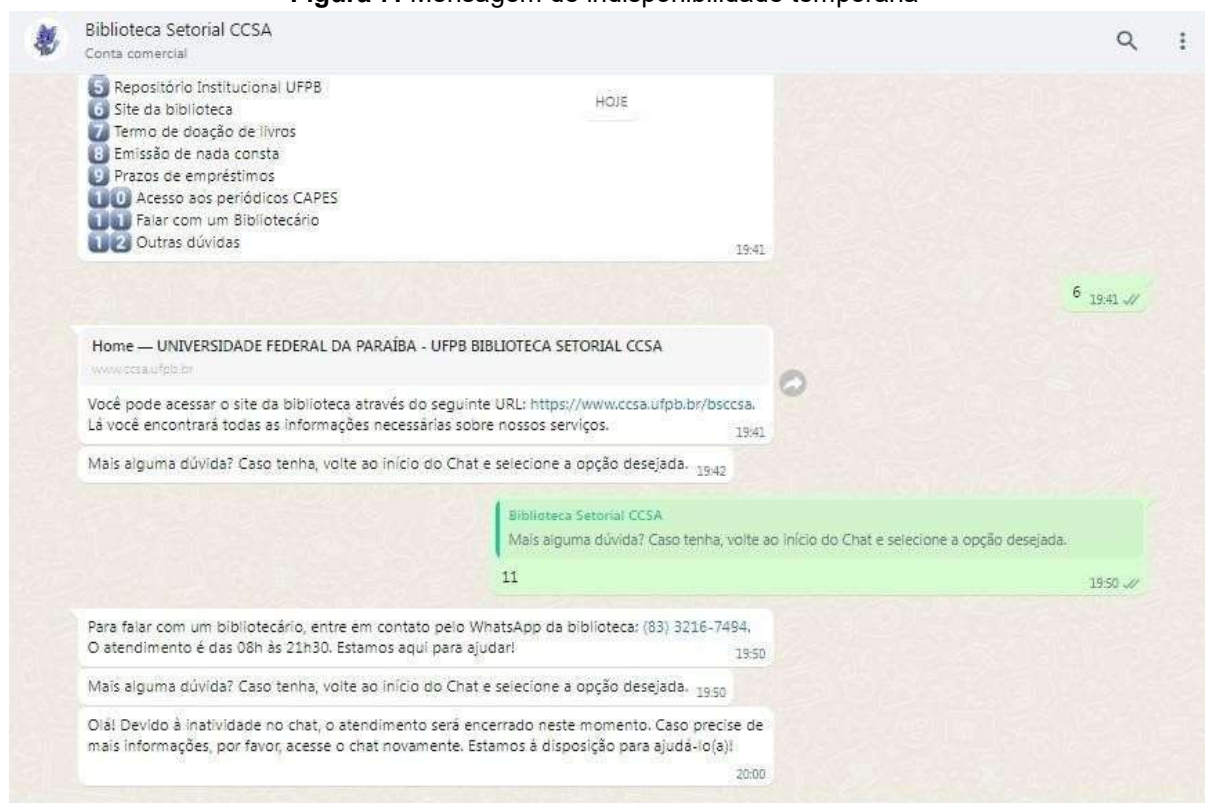 Biblioteca Setorial CCSA
Conta comercial
5 Repositório Institucional UFPB
HOJE
6 Site da biblioteca
7 Termo de doação de livros
8 Emissão de nada consta
9 Prazos de empréstimos
10 Acesso aos periódicos CAPES
11 Falar com um Bibliotecário
12 Outras dúvidas
19:41
6 19:41
Home — UNIVERSIDADE FEDERAL DA PARAÍBA - UFPB BIBLIOTECA SETORIAL CCSA
www.ccsa.ufpb.br
Você pode acessar o site da biblioteca através do seguinte URL: https://www.ccsa.ufpb.br/bsccsa.
Lá você encontrará todas as informações necessárias sobre nossos serviços.
19:41
Mais alguma dúvida? Caso tenha, volte ao início do Chat e selecione a opção desejada. 19:42
Biblioteca Setorial CCSA
Mais alguma dúvida? Caso tenha, volte ao início do Chat e selecione a opção desejada.
11
19:50
Para falar com um bibliotecário, entre em contato pelo WhatsApp da biblioteca: (83) 3216-7494.
O atendimento é das 08h às 21h30. Estamos aqui para ajudar!
19:50
Mais alguma dúvida? Caso tenha, volte ao início do Chat e selecione a opção desejada. 19:50
Olá! Devido à inatividade no chat, o atendimento será encerrado neste momento. Caso precise de
mais informações, por favor, acesse o chat novamente. Estamos à disposição para ajudá-lo(a)!
20:00